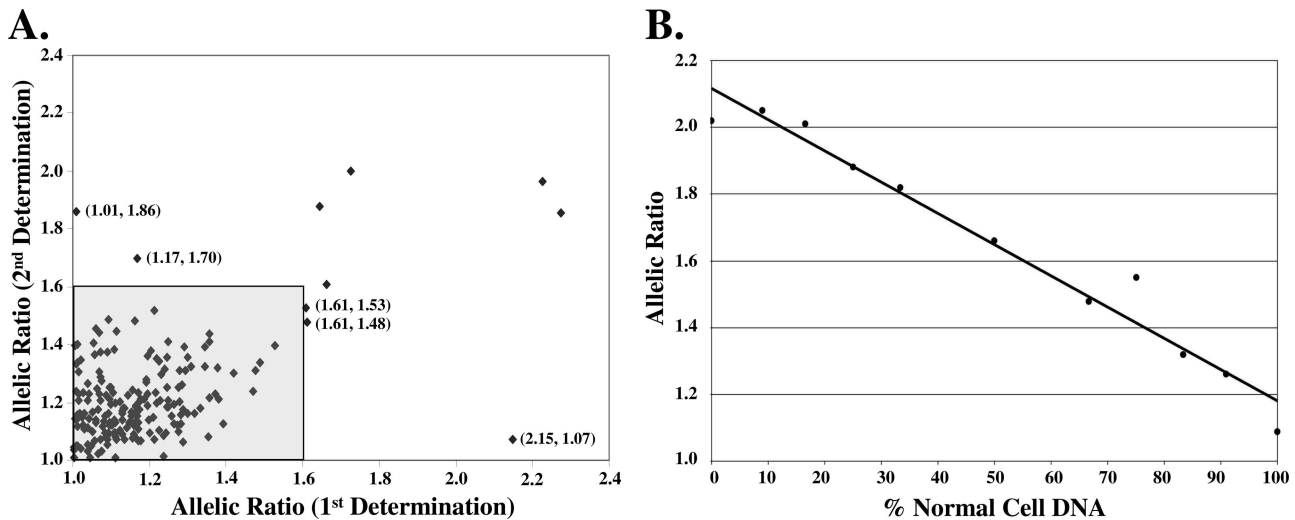 A.
Allelic Ratio (2nd Determination)
2.4
2.2
2.0
1.8
1.6
1.4
1.2
1.0
(1.01, 1.86)
(1.17, 1.70)
(1.61, 1.53)
(1.61, 1.48)
(2.15, 1.07)
1.0 1.2 1.4 1.6 1.8 2.0 2.2 2.4
Allelic Ratio (1st Determination)
B.
Allelic Ratio
2.2
2.0
1.8
1.6
1.4
1.2
1.0
0 10 20 30 40 50 60 70 80 90 100
% Normal Cell DNA